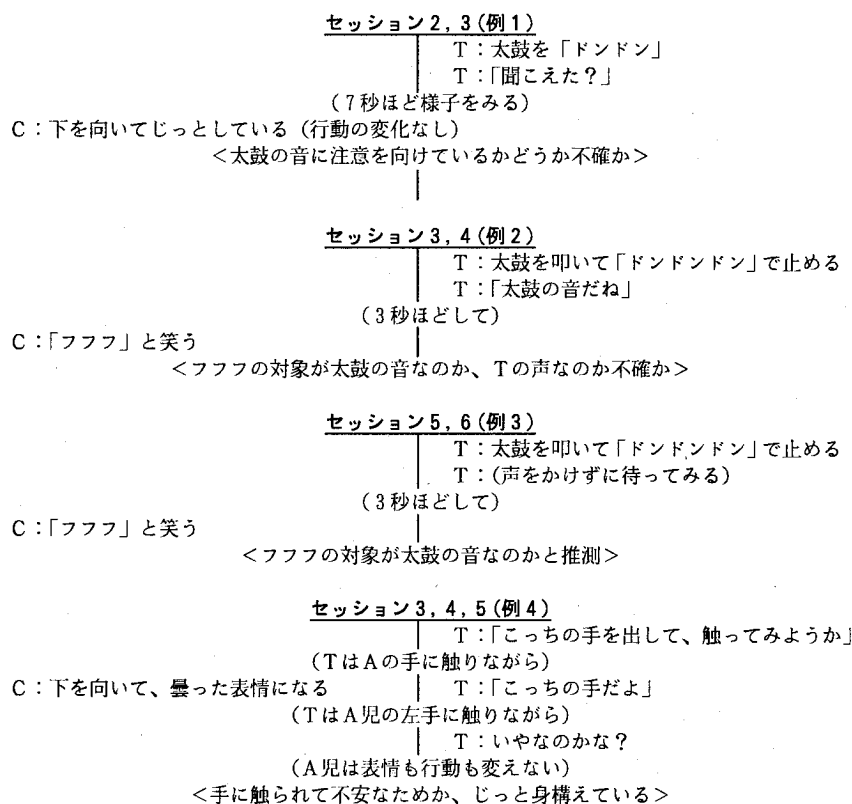 セッション2,3(例1)
T:太鼓を「ドンドン」
T:「聞こえた?」
(7秒ほど様子をみる)
C:下を向いてじっとしている(行動の変化なし)
<太鼓の音に注意を向けているかどうか不確か>
セッション3,4(例2)
T:太鼓を叩いて「ドンドンドン」で止める
T:「太鼓の音だね」
(3秒ほどして)
C:「フフフ」と笑う
<フフフの対象が太鼓の音なのか、Tの声なのか不確か>
セッション5,6(例3)
T:太鼓を叩いて「ドンドンドン」で止める
T:(声をかけずに待ってみる)
(3秒ほどして)
C:「フフフ」と笑う
<フフフの対象が太鼓の音なのかと推測>
セッション3,4,5(例4)
T:「こっちの手を出して、触ってみようか」
(TはAの手に触りながら)
C:下を向いて、曇った表情になる T:「こっちの手だよ」
(TはA児の左手に触りながら)
T:いやなのかな?
(A児は表情も行動も変えない)
<手に触られて不安なためか、じっと身構えている>